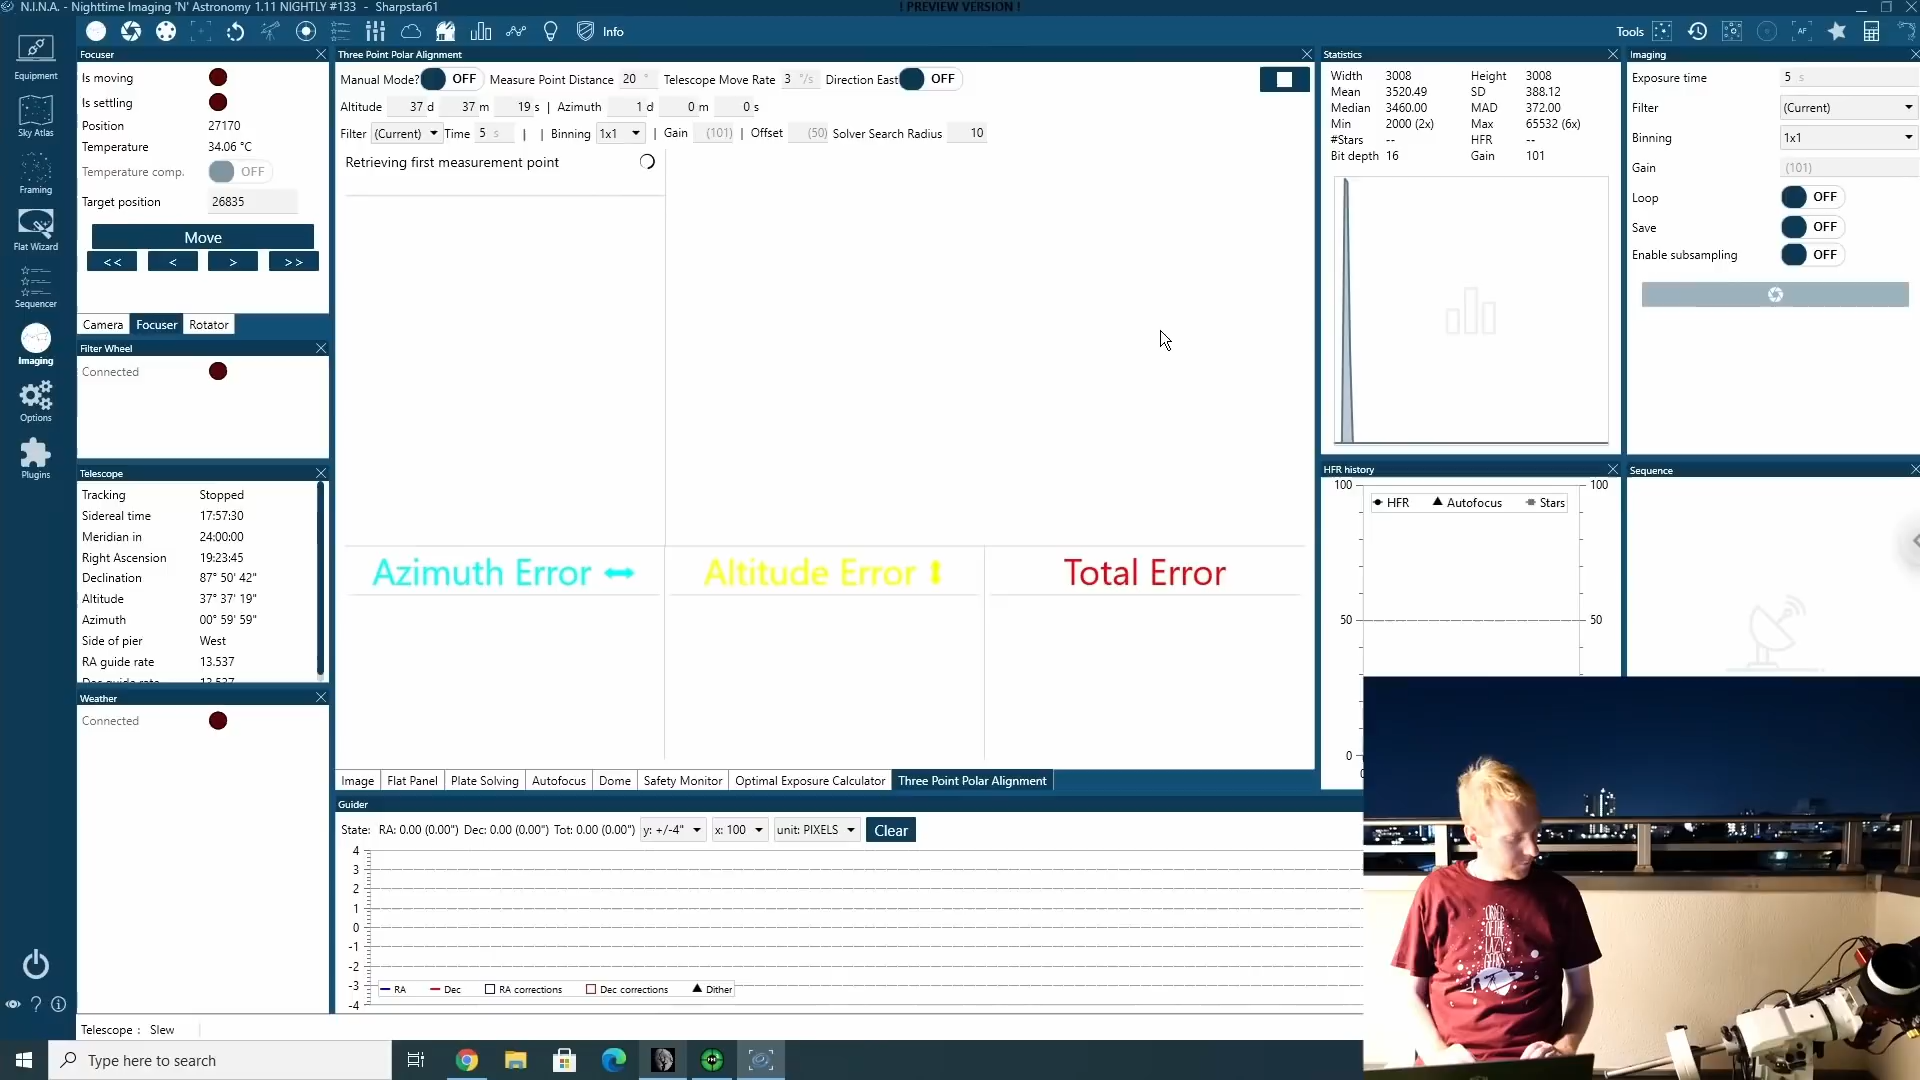 N.I.N.A. - Nighttime Imaging 'N' Astronomy 1.11 NIGHTLY #133 - Sharpstar61
! PREVIEW VERSION !
Info
Tools
AF
Equipment
Sky Atlas
Framing
Flat Wizard
Sequencer
Imaging
Options
Plugins
Focuser
Is moving
Is settling
Position 27170
Temperature 34.06 °C
Temperature comp. OFF
Target position 26835
Move
<< < > >>
Camera Focuser Rotator
Filter Wheel
Connected
Telescope
Tracking Stopped
Sidereal time 17:57:30
Meridian in 24:00:00
Right Ascension 19:23:45
Declination 87° 50' 42"
Altitude 37° 37' 19"
Azimuth 00° 59' 59"
Side of pier West
RA guide rate 13.537
Dec guide rate 13.537
Weather
Connected
Telescope : Slew
Three Point Polar Alignment
Manual Mode? OFF Measure Point Distance 20 ° Telescope Move Rate 3 °/s Direction East OFF
Altitude 37 d 37 m 19 s | Azimuth 1 d 0 m 0 s
Filter (Current) Time 5 s | | Binning 1x1 | Gain (101) | Offset (50) Solver Search Radius 10
Retrieving first measurement point
Azimuth Error
Altitude Error
Total Error
Image Flat Panel Plate Solving Autofocus Dome Safety Monitor Optimal Exposure Calculator Three Point Polar Alignment
Guider
State: RA: 0.00 (0.00") Dec: 0.00 (0.00") Tot: 0.00 (0.00") y: +/-4" x: 100 unit: PIXELS Clear
4
3
2
1
0
-1
-2
-3
-4
RA Dec RA corrections Dec corrections Dither
Statistics
Width 3008 Height 3008
Mean 3520.49 SD 388.12
Median 3460.00 MAD 372.00
Min 2000 (2x) Max 65532 (6x)
#Stars -- HFR --
Bit depth 16 Gain 101
HFR history
100 100
HFR Autofocus Stars
50 50
0
Imaging
Exposure time 5 s
Filter (Current)
Binning 1x1
Gain (101)
Loop OFF
Save OFF
Enable subsampling OFF
Sequence
ORDER
OF THE
LAZY
GEEKS
Type here to search